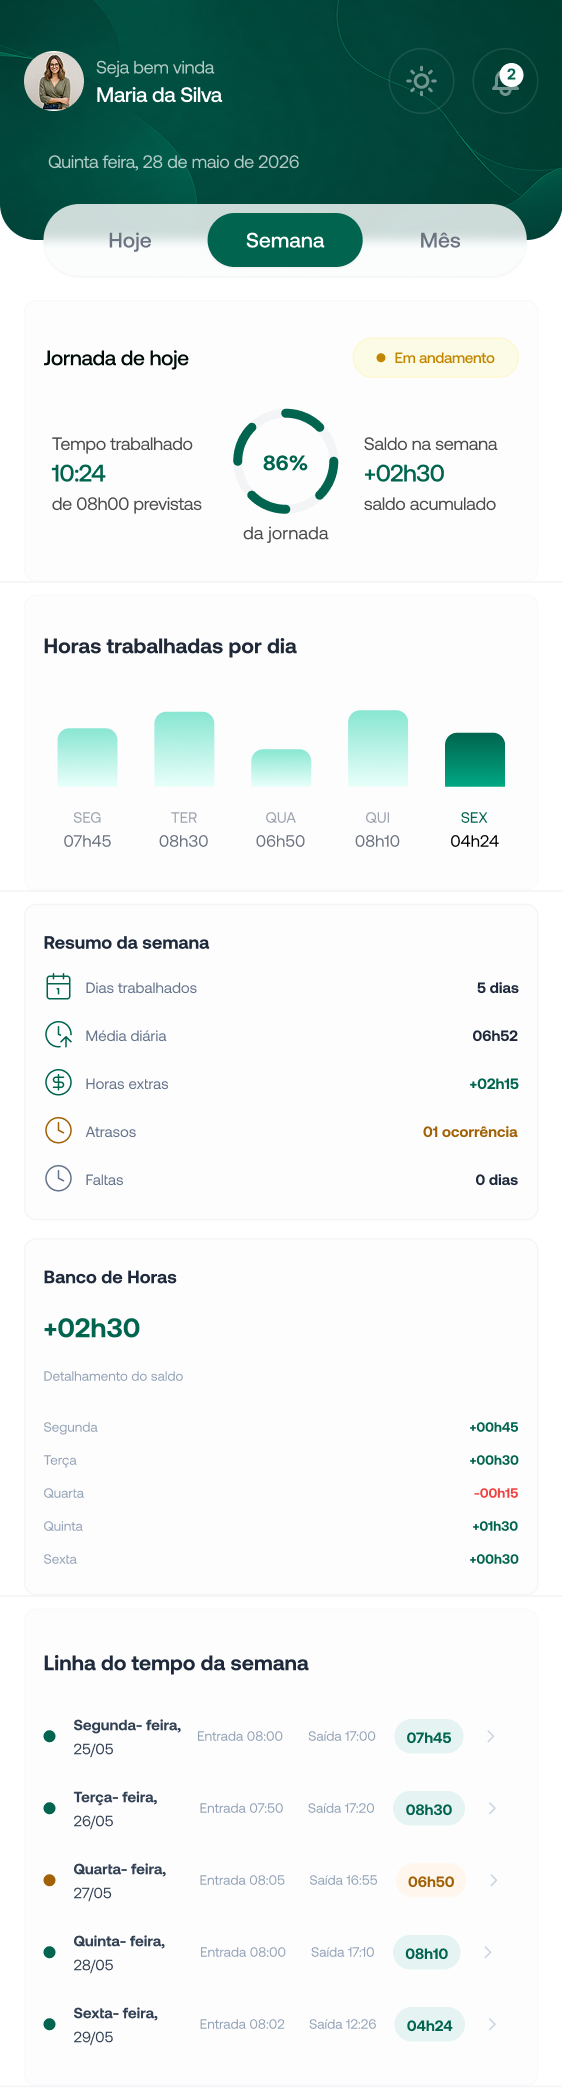 Seja bem vinda
Maria da Silva
2
Quinta feira, 28 de maio de 2026
Hoje Semana Mês
Jornada de hoje
Em andamento
Tempo trabalhado
10:24
de 08h00 previstas
86%
da jornada
Saldo na semana
+02h30
saldo acumulado
Horas trabalhadas por dia
SEG TER QUA QUI SEX
07h45 08h30 06h50 08h10 04h24
Resumo da semana
1
Dias trabalhados 5 dias
Média diária 06h52
Horas extras +02h15
Atrasos 01 ocorrência
Faltas 0 dias
Banco de Horas
+02h30
Detalhamento do saldo
Segunda +00h45
Terça +00h30
Quarta -00h15
Quinta +01h30
Sexta +00h30
Linha do tempo da semana
Segunda- feira,
25/05
Entrada 08:00 Saída 17:00 07h45
Terça- feira,
26/05
Entrada 07:50 Saída 17:20 08h30
Quarta- feira,
27/05
Entrada 08:05 Saída 16:55 06h50
Quinta- feira,
28/05
Entrada 08:00 Saída 17:10 08h10
Sexta- feira,
29/05
Entrada 08:02 Saída 12:26 04h24